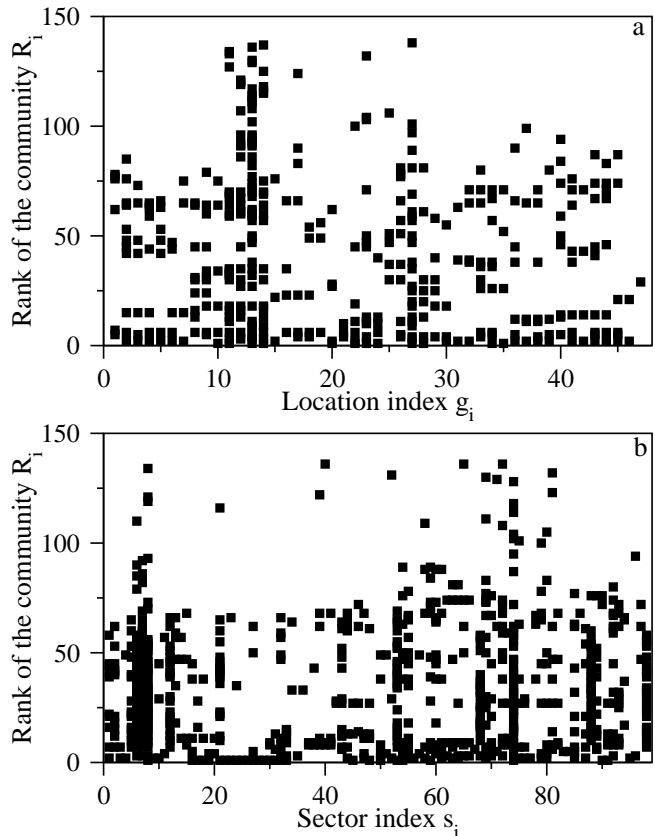 150
a
100
50
0
Rank of the community R_i
0 10 20 30 40
Location index g_i
150
b
100
50
0
Rank of the community R_i
0 20 40 60 80
Sector index s_i